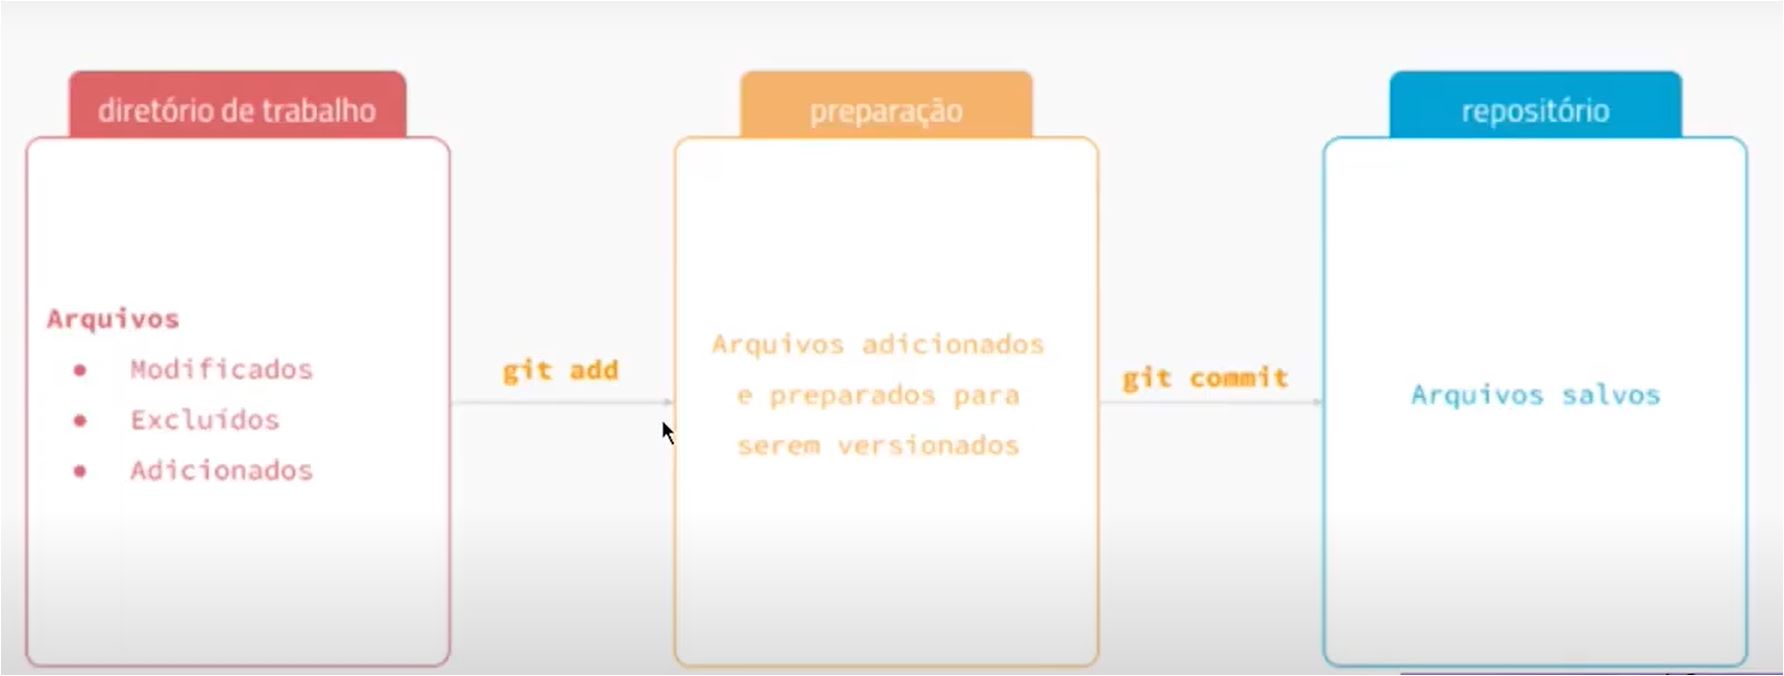 diretório de trabalho
preparação
repositório
Arquivos
• Modificados
• Excluídos
• Adicionados
git add
Arquivos adicionados
e preparados para
serem versionados
git commit
Arquivos salvos